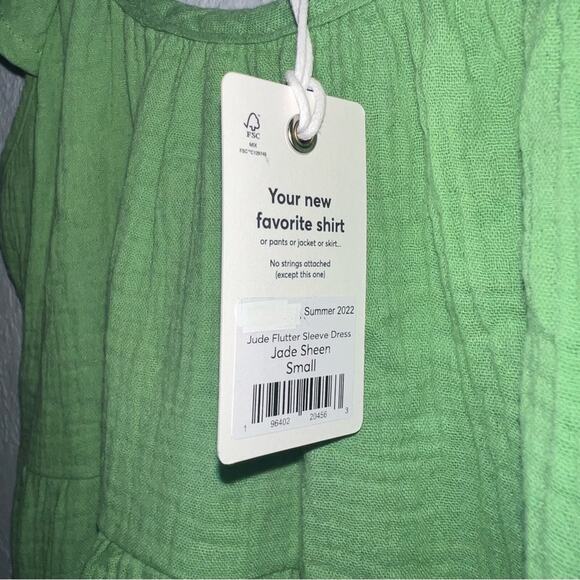 FSC
MIX
Your new
favorite shirt
or pants or jacket or skirt...
No strings attached
(except this one)
Summer 2022
Jude Flutter Sleeve Dress
Jade Sheen
Small
1 96402 20456 3